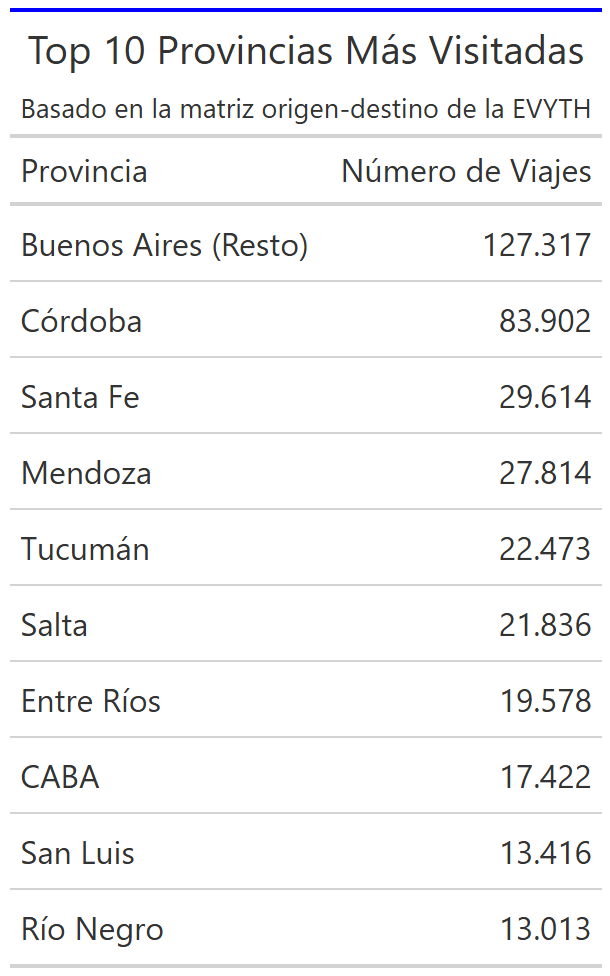 Top 10 Provincias Más Visitadas
Basado en la matriz origen-destino de la EVYTH
Provincia Número de Viajes
Buenos Aires (Resto) 127.317
Córdoba 83.902
Santa Fe 29.614
Mendoza 27.814
Tucumán 22.473
Salta 21.836
Entre Ríos 19.578
CABA 17.422
San Luis 13.416
Río Negro 13.013